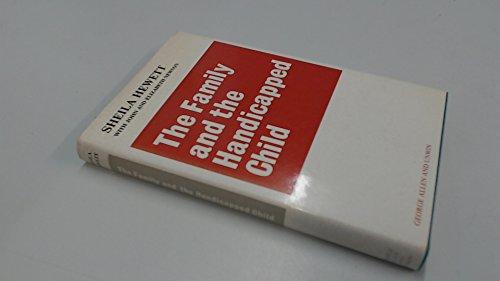 SHEILA HEWETT
WITH JOHN AND ELIZABETH NEWSON
The Family
and the
Handicapped
Child
GEORGE ALLEN AND UNWIN
The Family and the Handicapped Child